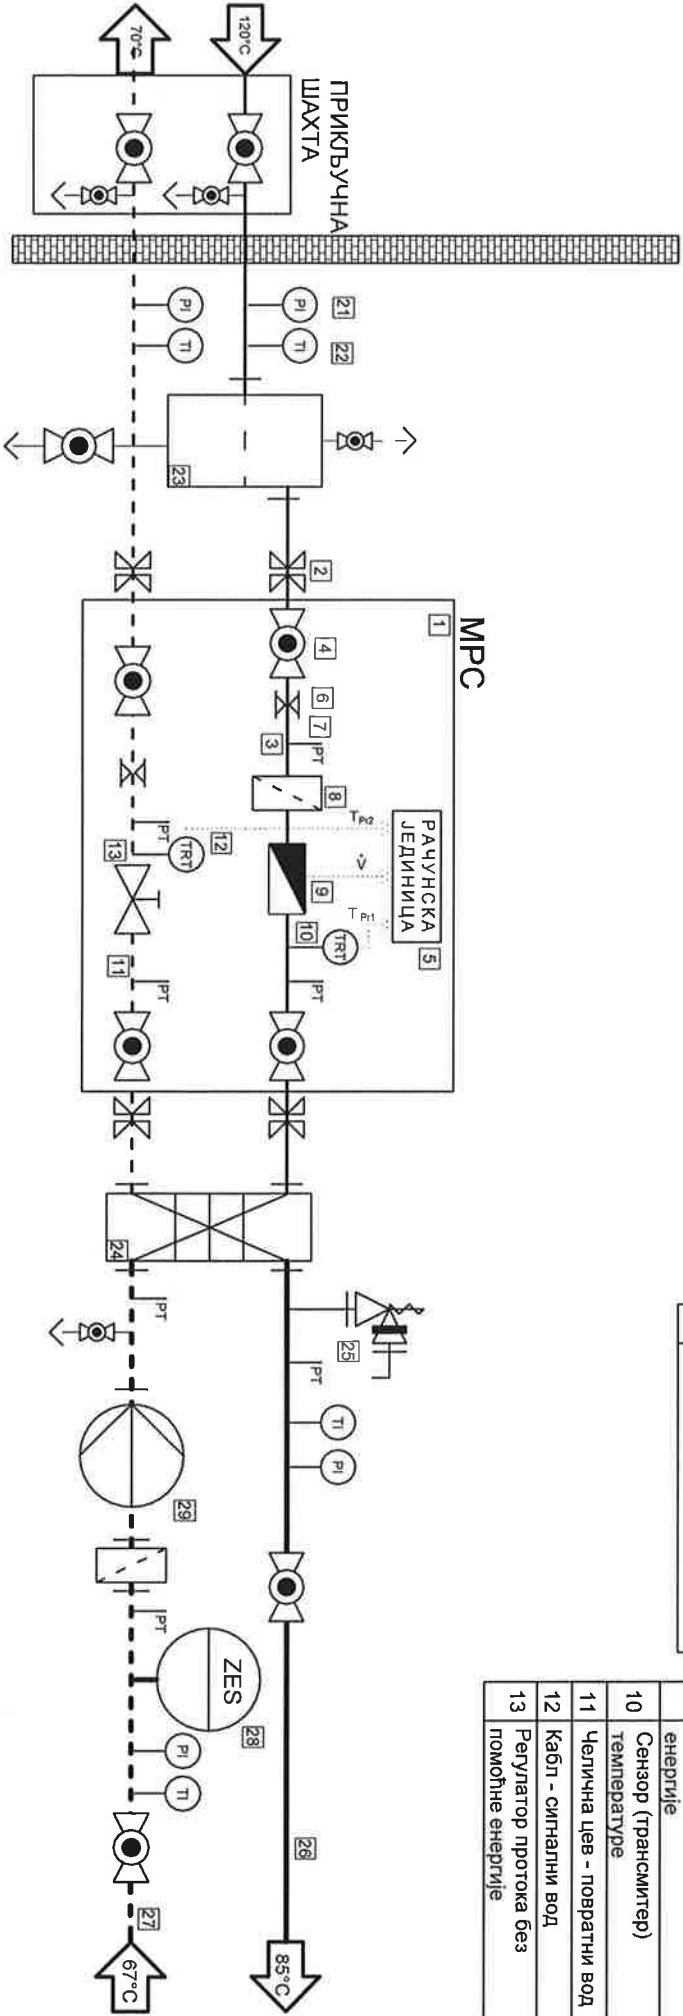 70°C
120°C
ПРИКЉУЧНА
ШАХТА
PI
TI
PI
21
TI
22
23
2
МРС
1
4
6
7
3
PT
8
TPr2
РАЧУНСКА
ЈЕДИНИЦА
5
V̇
9
TPr1
10
TRT
PT
PT
12
13
TRT
11
PT
24
PT
25
PT
TI
PI
29
PT
ZES
28
PI
TI
26
27
67°C
85°C
енергије
10 Сензор (трансмитер)
температуре
11 Челична цев - повратни вод
12 Кабл - сигнални вод
13 Регулатор протока без
помоћне енергије